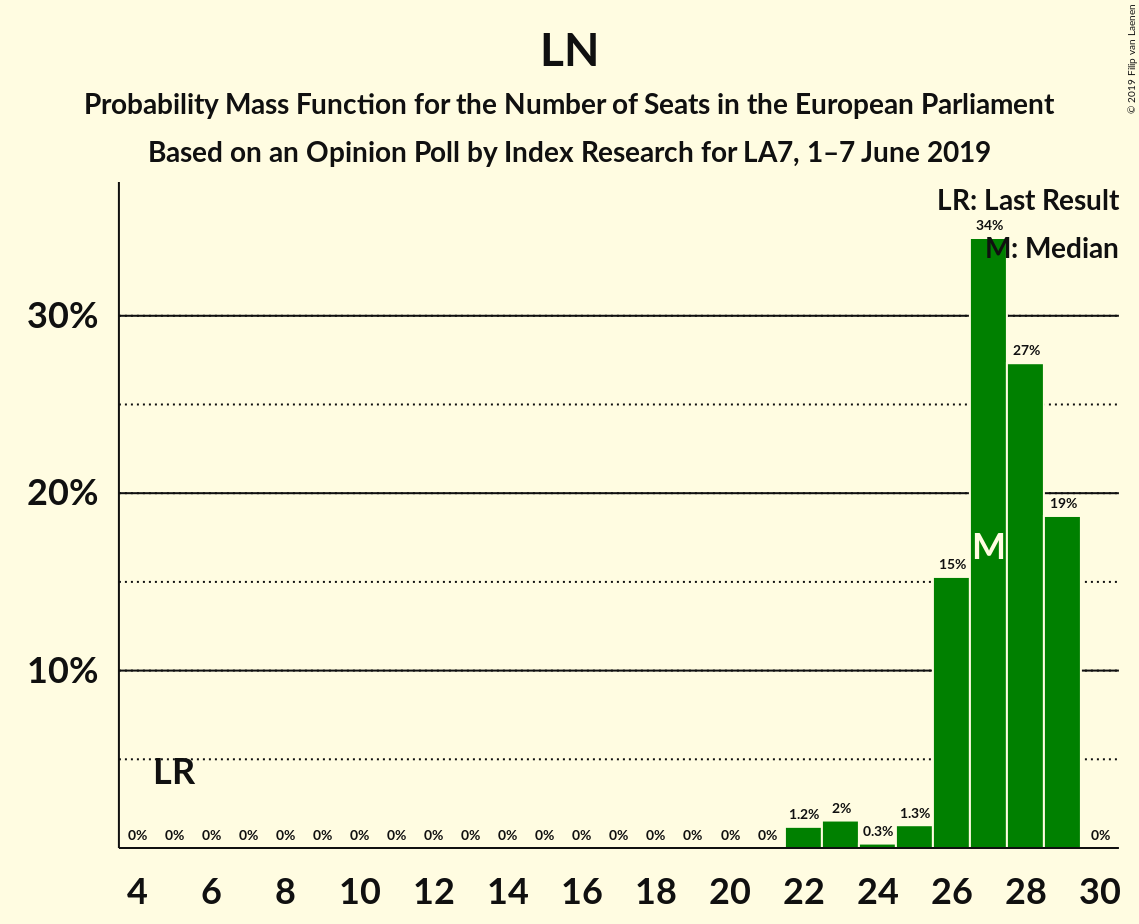 LN
Probability Mass Function for the Number of Seats in the European Parliament
Based on an Opinion Poll by Index Research for LA7, 1–7 June 2019
© 2019 Filip van Laenen
LR: Last Result
M: Median
34%
30%
27%
20%
19%
15%
M
10%
LR
0% 0% 0% 0% 0% 0% 0% 0% 0% 0% 0% 0% 0% 0% 0% 0% 0% 0% 1.2% 2% 0.3% 1.3% 0%
4 6 8 10 12 14 16 18 20 22 24 26 28 30